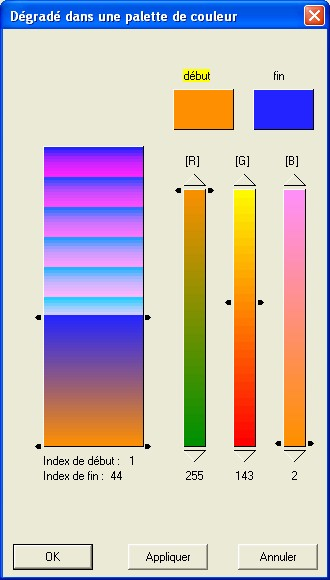 Dégradé dans une palette de couleur
début fin
[R] [G] [B]
Index de début : 1
Index de fin : 44
255 143 2
OK Appliquer Annuler